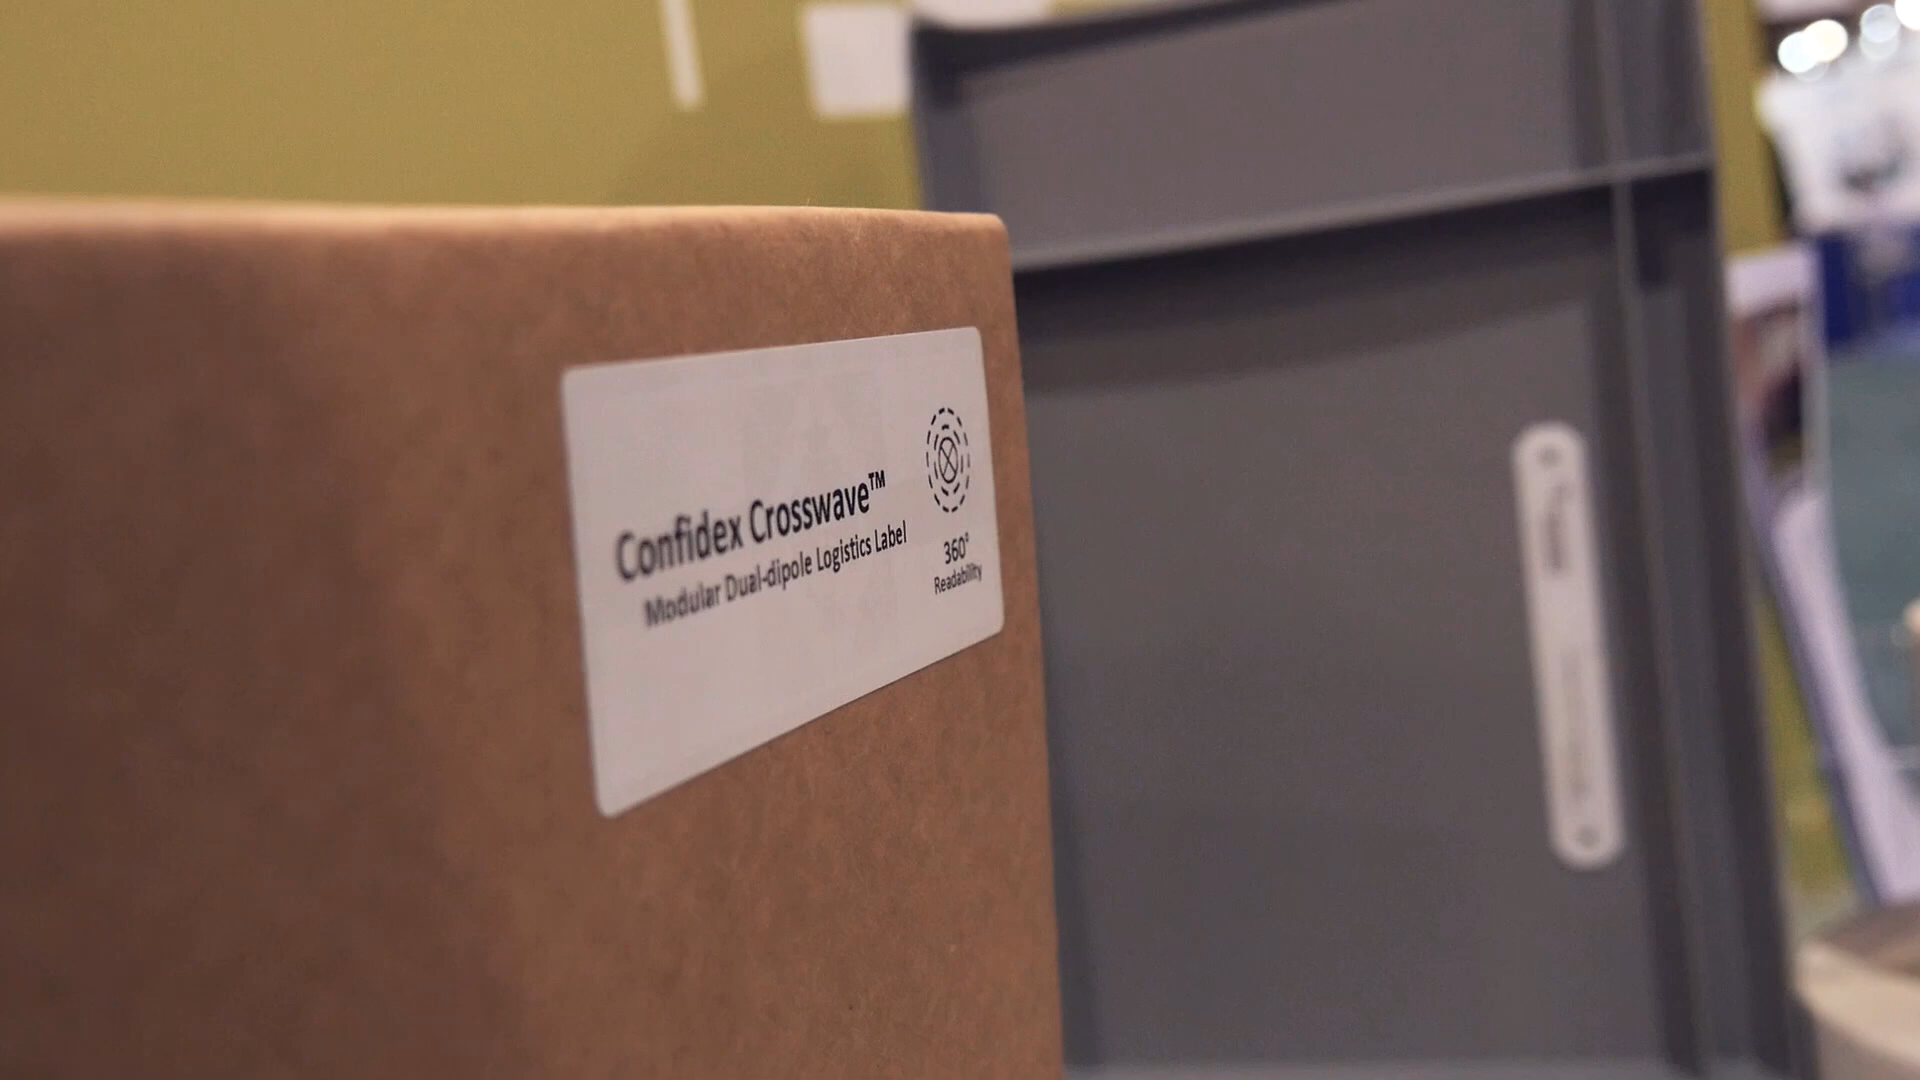 Confidex Crosswave™
Modular Dual-dipole Logistics Label
360°
Readability